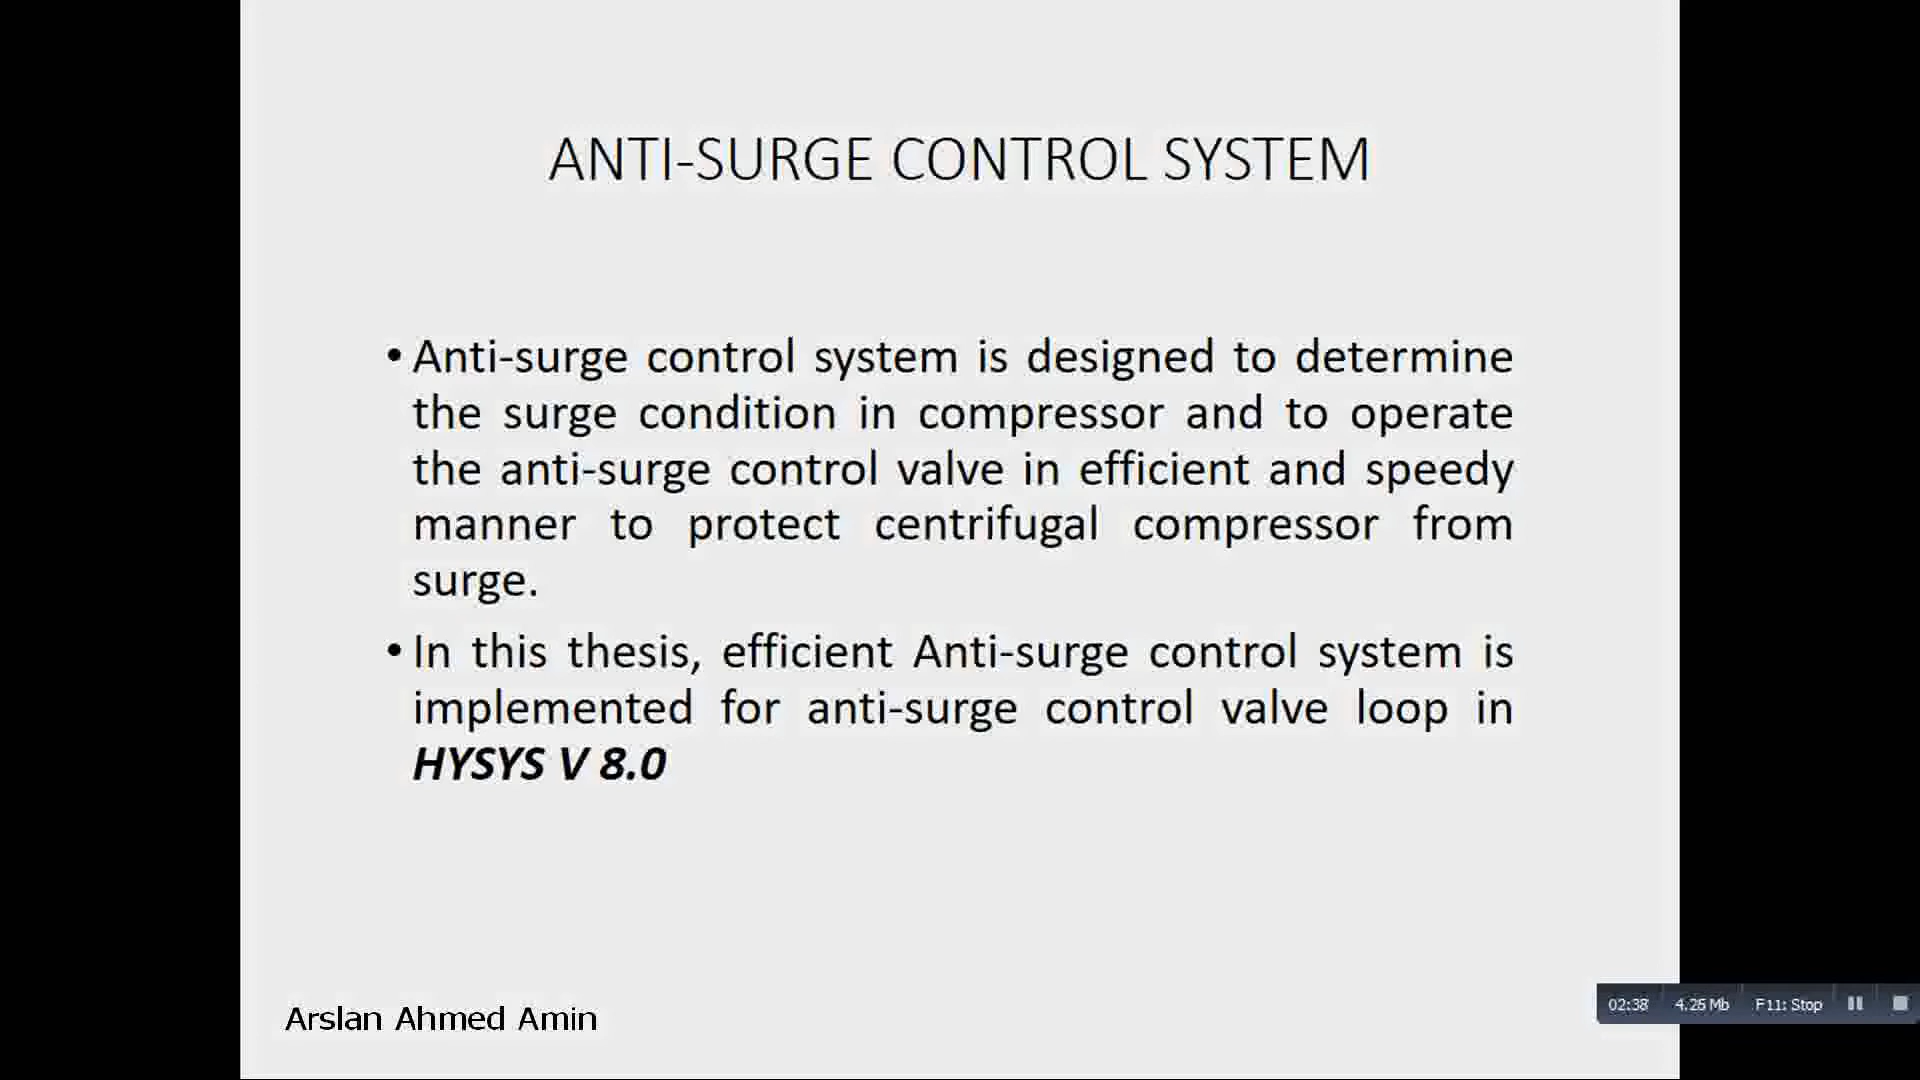 ANTI-SURGE CONTROL SYSTEM
• Anti-surge control system is designed to determine
the surge condition in compressor and to operate
the anti-surge control valve in efficient and speedy
manner to protect centrifugal compressor from
surge.
• In this thesis, efficient Anti-surge control system is
implemented for anti-surge control valve loop in
HYSYS V 8.0
Arslan Ahmed Amin
02:38 4.25 Mb F11: Stop